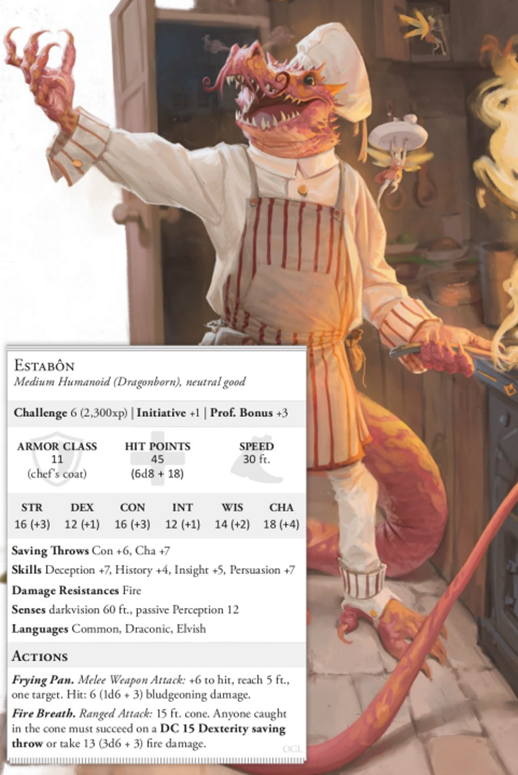 ESTABÔN
Medium Humanoid (Dragonborn), neutral good
Challenge 6 (2,300xp) | Initiative +1 | Prof. Bonus +3
ARMOR CLASS HIT POINTS SPEED
11 45 30 ft.
(chef's coat) (6d8 + 18)
STR DEX CON INT WIS CHA
16 (+3) 12 (+1) 16 (+3) 12 (+1) 14 (+2) 18 (+4)
Saving Throws Con +6, Cha +7
Skills Deception +7, History +4, Insight +5, Persuasion +7
Damage Resistances Fire
Senses darkvision 60 ft., passive Perception 12
Languages Common, Draconic, Elvish
ACTIONS
Frying Pan. Melee Weapon Attack: +6 to hit, reach 5 ft.,
one target. Hit: 6 (1d6 + 3) bludgeoning damage.
Fire Breath. Ranged Attack: 15 ft. cone. Anyone caught
in the cone must succeed on a DC 15 Dexterity saving
throw or take 13 (3d6 + 3) fire damage.
OGL